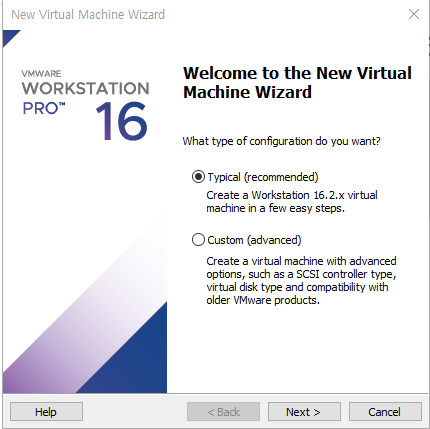 New Virtual Machine Wizard
VMWARE
WORKSTATION
PRO™ 16
Welcome to the New Virtual
Machine Wizard
What type of configuration do you want?
Typical (recommended)
Create a Workstation 16.2.x virtual
machine in a few easy steps.
Custom (advanced)
Create a virtual machine with advanced
options, such as a SCSI controller type,
virtual disk type and compatibility with
older VMware products.
Help
< Back
Next >
Cancel